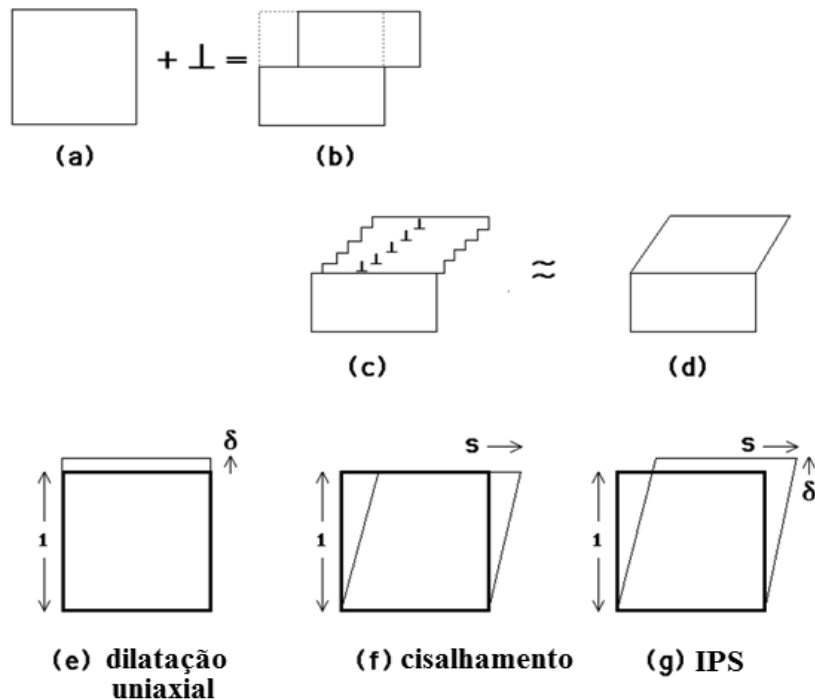 + ⊥ =
(a)
(b)
⊥ ⊥ ⊥ ⊥ ⊥
≈
(c)
(d)
δ
1
S
1
S
δ
1
(e) dilatação
uniaxial
(f) cisalhamento
(g) IPS